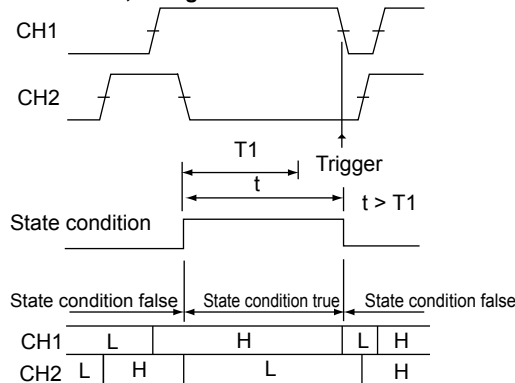 CH1
CH2
T1
Trigger
t
t > T1
State condition
State condition false State condition true State condition false
CH1 L H L H
CH2 L H L H